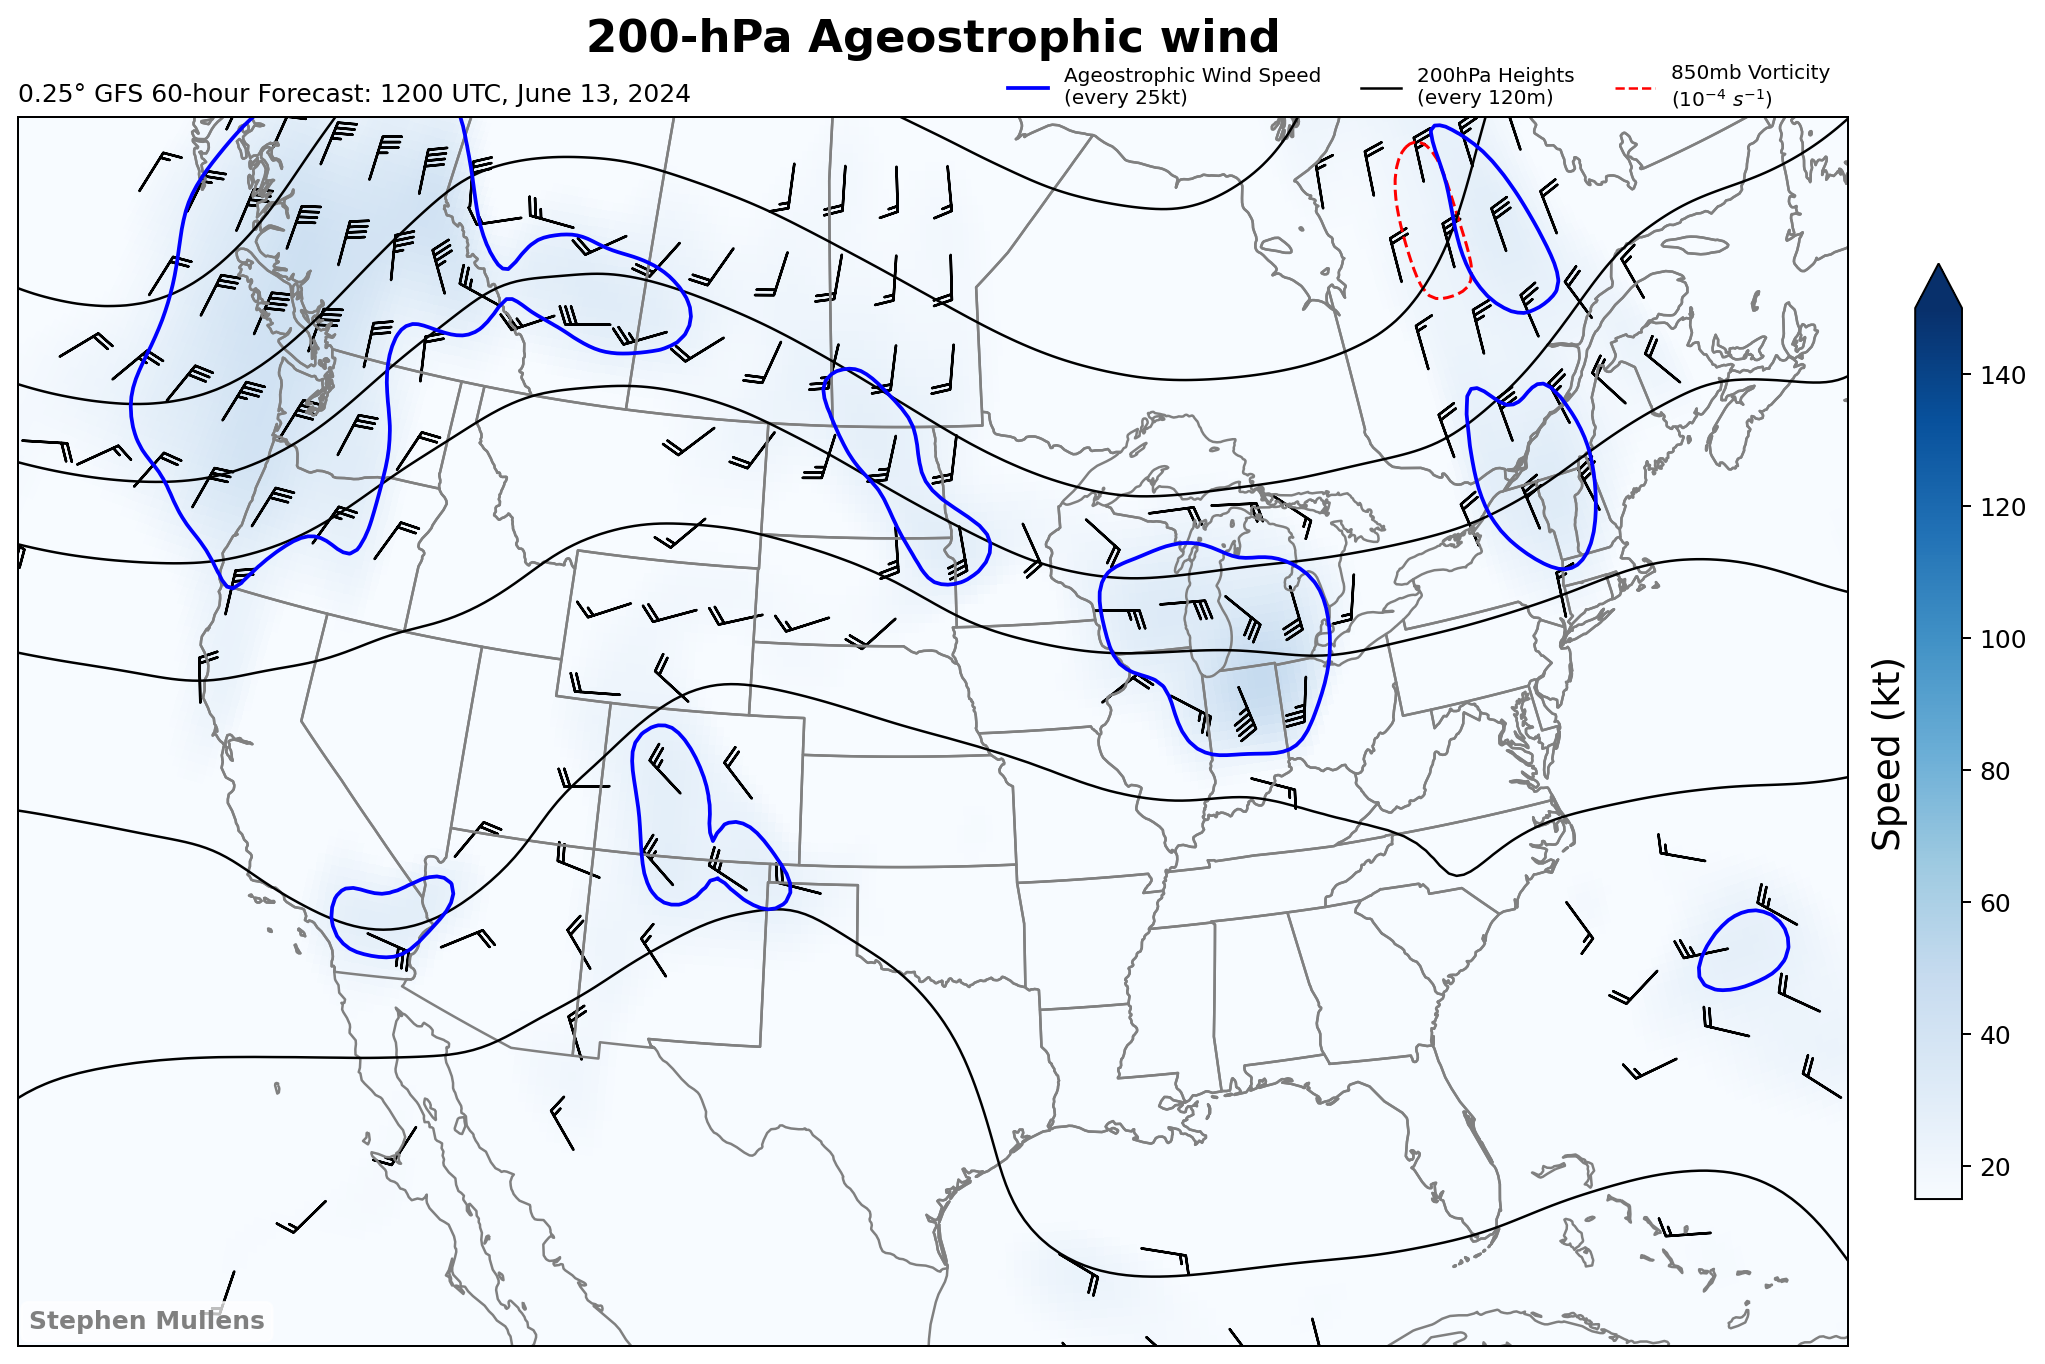 200-hPa Ageostrophic wind
0.25° GFS 60-hour Forecast: 1200 UTC, June 13, 2024
Ageostrophic Wind Speed
(every 25kt)
200hPa Heights
(every 120m)
850mb Vorticity
(10⁻⁴ s⁻¹)
140
120
100
80
60
40
20
Speed (kt)
Stephen Mullens